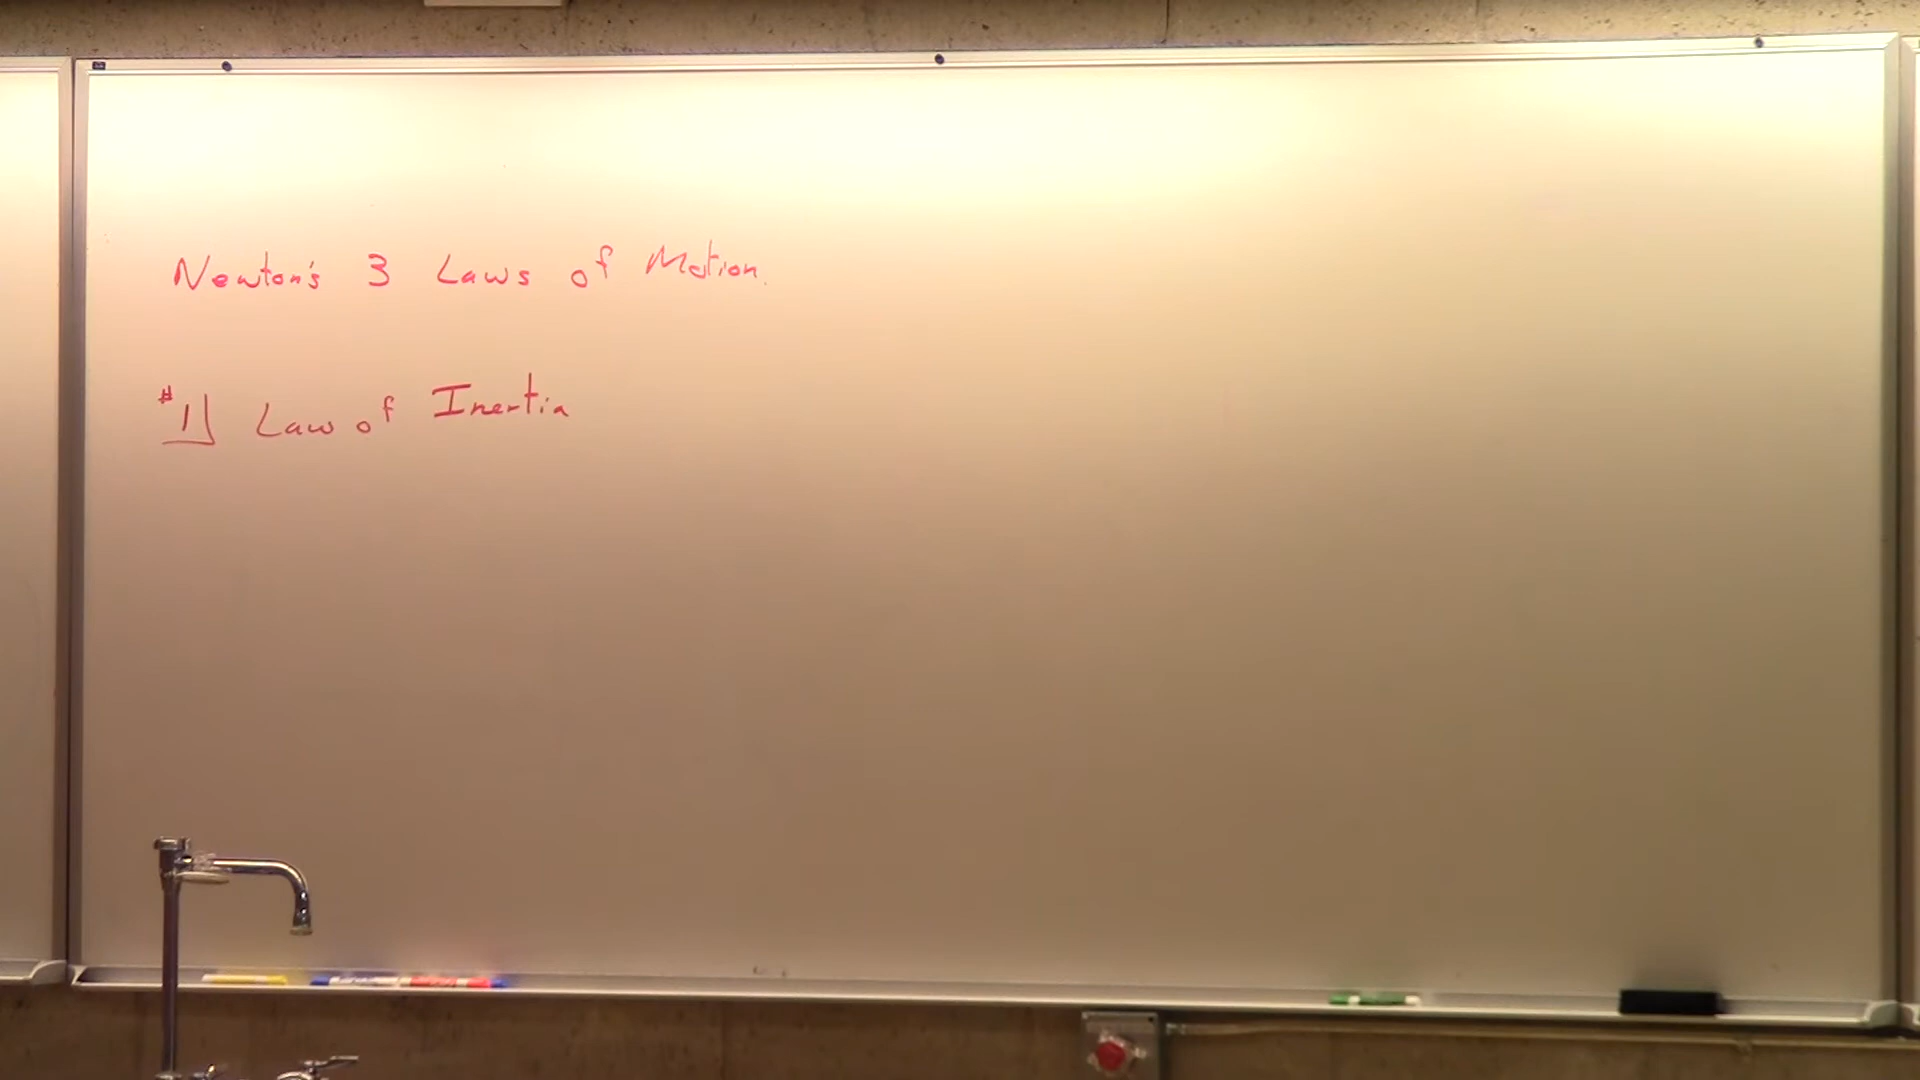 Newton's 3 Laws of Motion.
#1] Law of Inertia